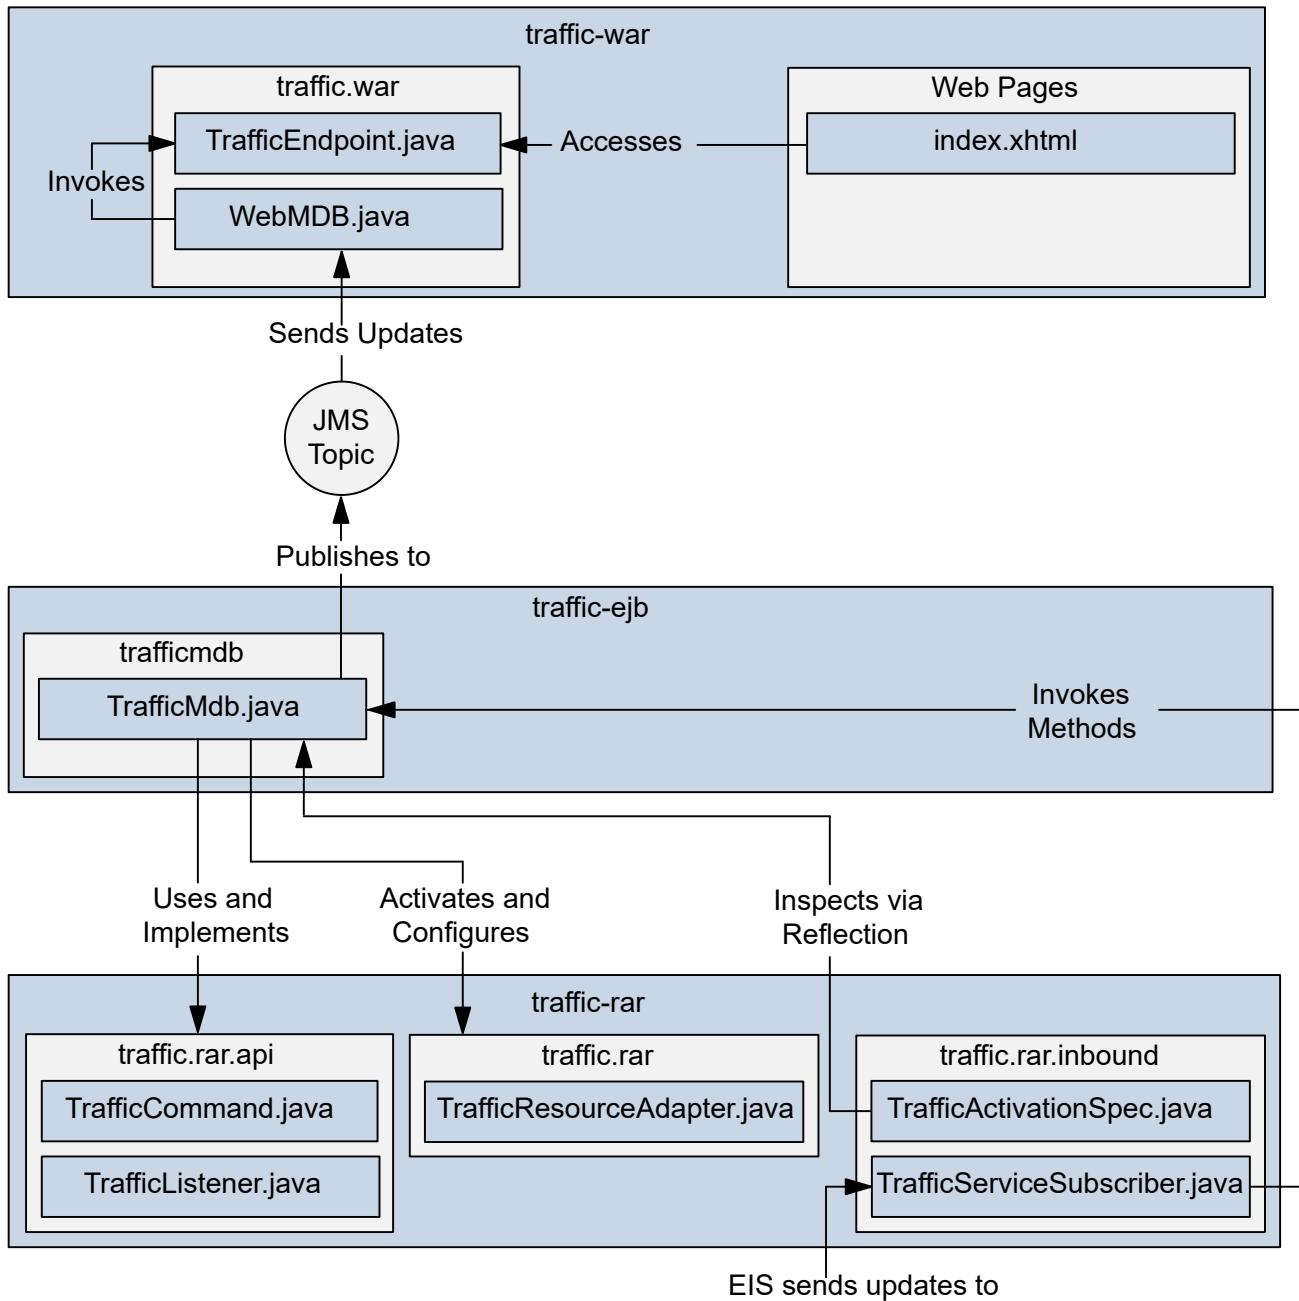 traffic-war
traffic.war
Web Pages
TrafficEndpoint.java
Accesses
index.xhtml
Invokes
WebMDB.java
Sends Updates
JMS
Topic
Publishes to
traffic-ejb
trafficmdb
TrafficMdb.java
Invokes
Methods
Uses and
Implements
Activates and
Configures
Inspects via
Reflection
traffic-rar
traffic.rar.api
traffic.rar
traffic.rar.inbound
TrafficCommand.java
TrafficResourceAdapter.java
TrafficActivationSpec.java
TrafficListener.java
TrafficServiceSubscriber.java
EIS sends updates to